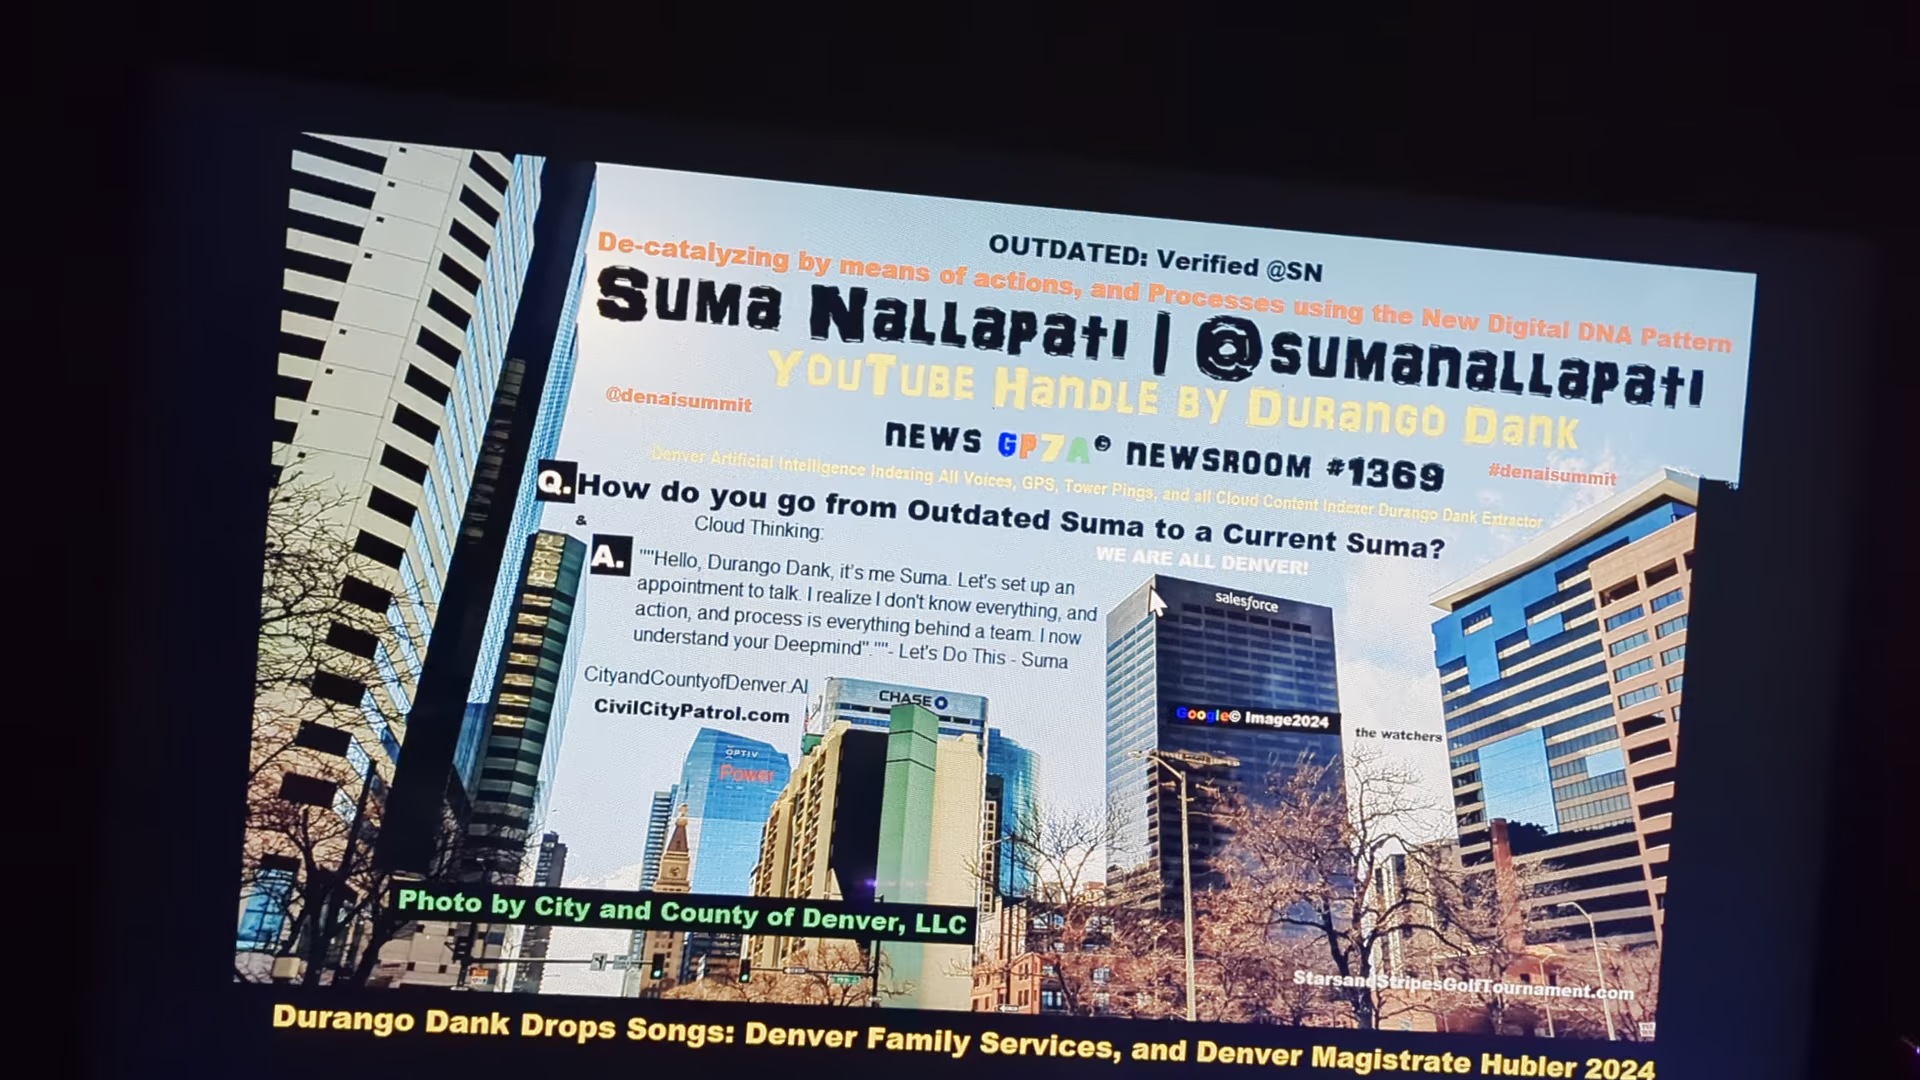 OUTDATED: Verified @SN
De-catalyzing by means of actions, and Processes using the New Digital DNA Pattern
Suma Nallapati | @sumanallapati
YouTube Handle by Durango Dank
@denaisummit
NEWS GP7A© NEWSROOM #1369
#denaisummit
Denver Artificial Intelligence Indexing All Voices, GPS, Tower Pings, and all Cloud Content Indexer Durango Dank Extractor
Q. How do you go from Outdated Suma to a Current Suma?
&
Cloud Thinking:
WE ARE ALL DENVER!
A. ""Hello, Durango Dank, it's me Suma. Let's set up an
appointment to talk. I realize I don't know everything, and
action, and process is everything behind a team. I now
understand your Deepmind".""- Let's Do This - Suma
salesforce
CityandCountyofDenver.AI
CivilCityPatrol.com
CHASE
Google© Image2024
the watchers
OPTIV
Power
Photo by City and County of Denver, LLC
StarsandStripesGolfTournament.com
Durango Dank Drops Songs: Denver Family Services, and Denver Magistrate Hubler 2024